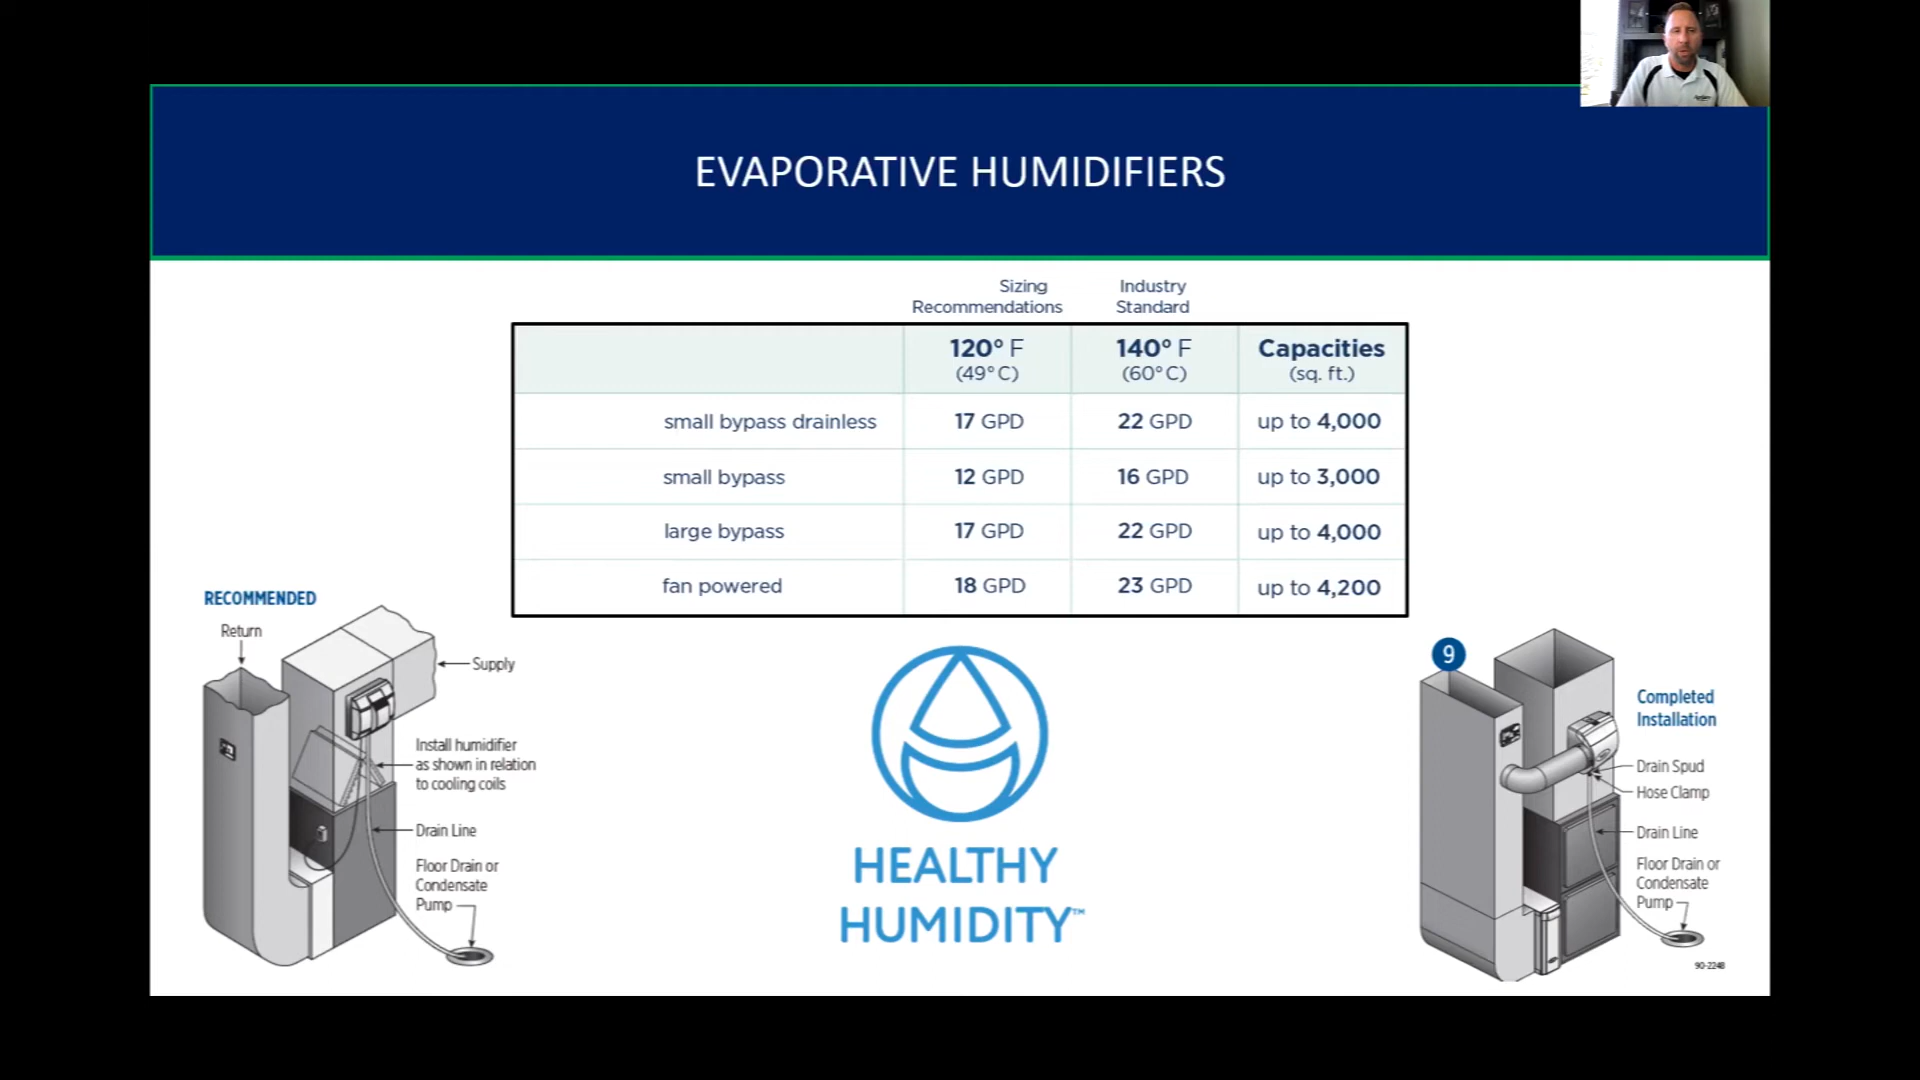 EVAPORATIVE HUMIDIFIERS
Sizing Recommendations
Industry Standard
120° F
(49° C)
140° F
(60° C)
Capacities
(sq. ft.)
small bypass drainless 17 GPD 22 GPD up to 4,000
small bypass 12 GPD 16 GPD up to 3,000
large bypass 17 GPD 22 GPD up to 4,000
fan powered 18 GPD 23 GPD up to 4,200
RECOMMENDED
Return
Supply
Install humidifier
as shown in relation
to cooling coils
Drain Line
Floor Drain or
Condensate
Pump
HEALTHY
HUMIDITY™
9
Completed
Installation
Drain Spud
Hose Clamp
Drain Line
Floor Drain or
Condensate
Pump
90-2248